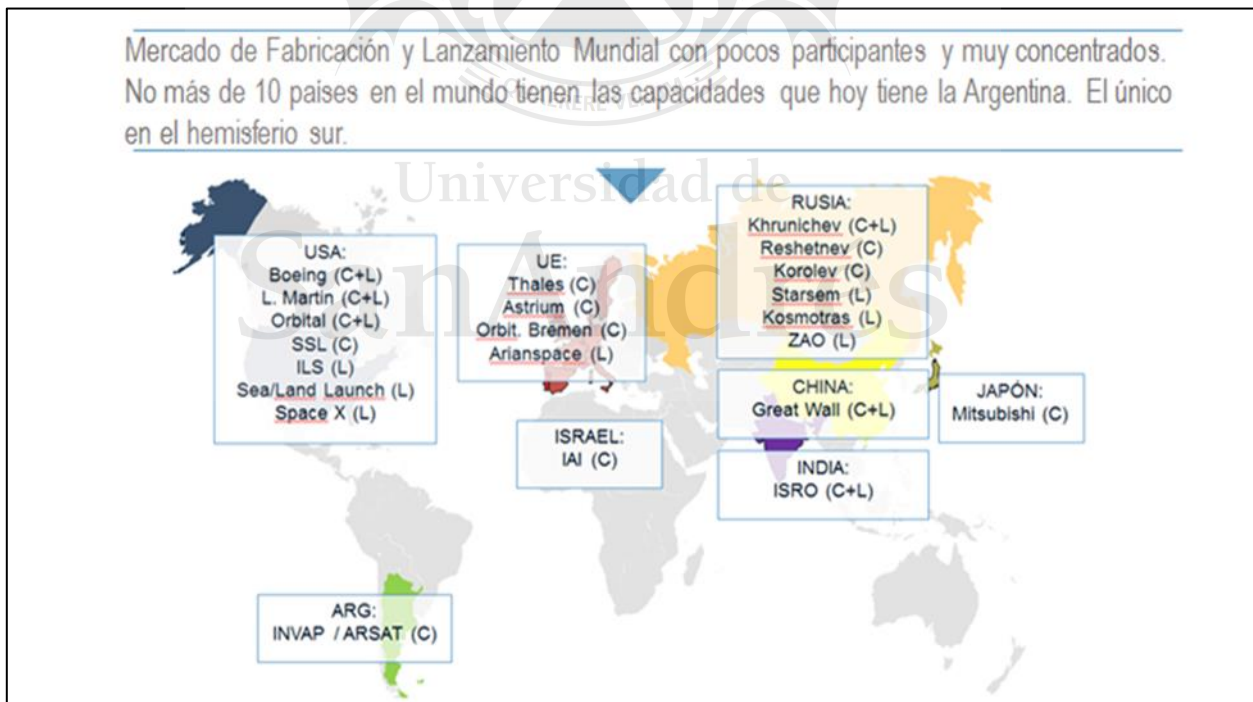 Mercado de Fabricación y Lanzamiento Mundial con pocos participantes y muy concentrados.
No más de 10 países en el mundo tienen las capacidades que hoy tiene la Argentina. El único
en el hemisferio sur.
Universidad de
SanAndrés
USA:
Boeing (C+L)
L. Martin (C+L)
Orbital (C+L)
SSL (C)
ILS (L)
Sea/Land Launch (L)
Space X (L)
UE:
Thales (C)
Astrium (C)
Orbit. Bremen (C)
Arianspace (L)
RUSIA:
Khrunichev (C+L)
Reshetnev (C)
Korolev (C)
Starsem (L)
Kosmotras (L)
ZAO (L)
CHINA:
Great Wall (C+L)
JAPÓN:
Mitsubishi (C)
ISRAEL:
IAI (C)
INDIA:
ISRO (C+L)
ARG:
INVAP / ARSAT (C)